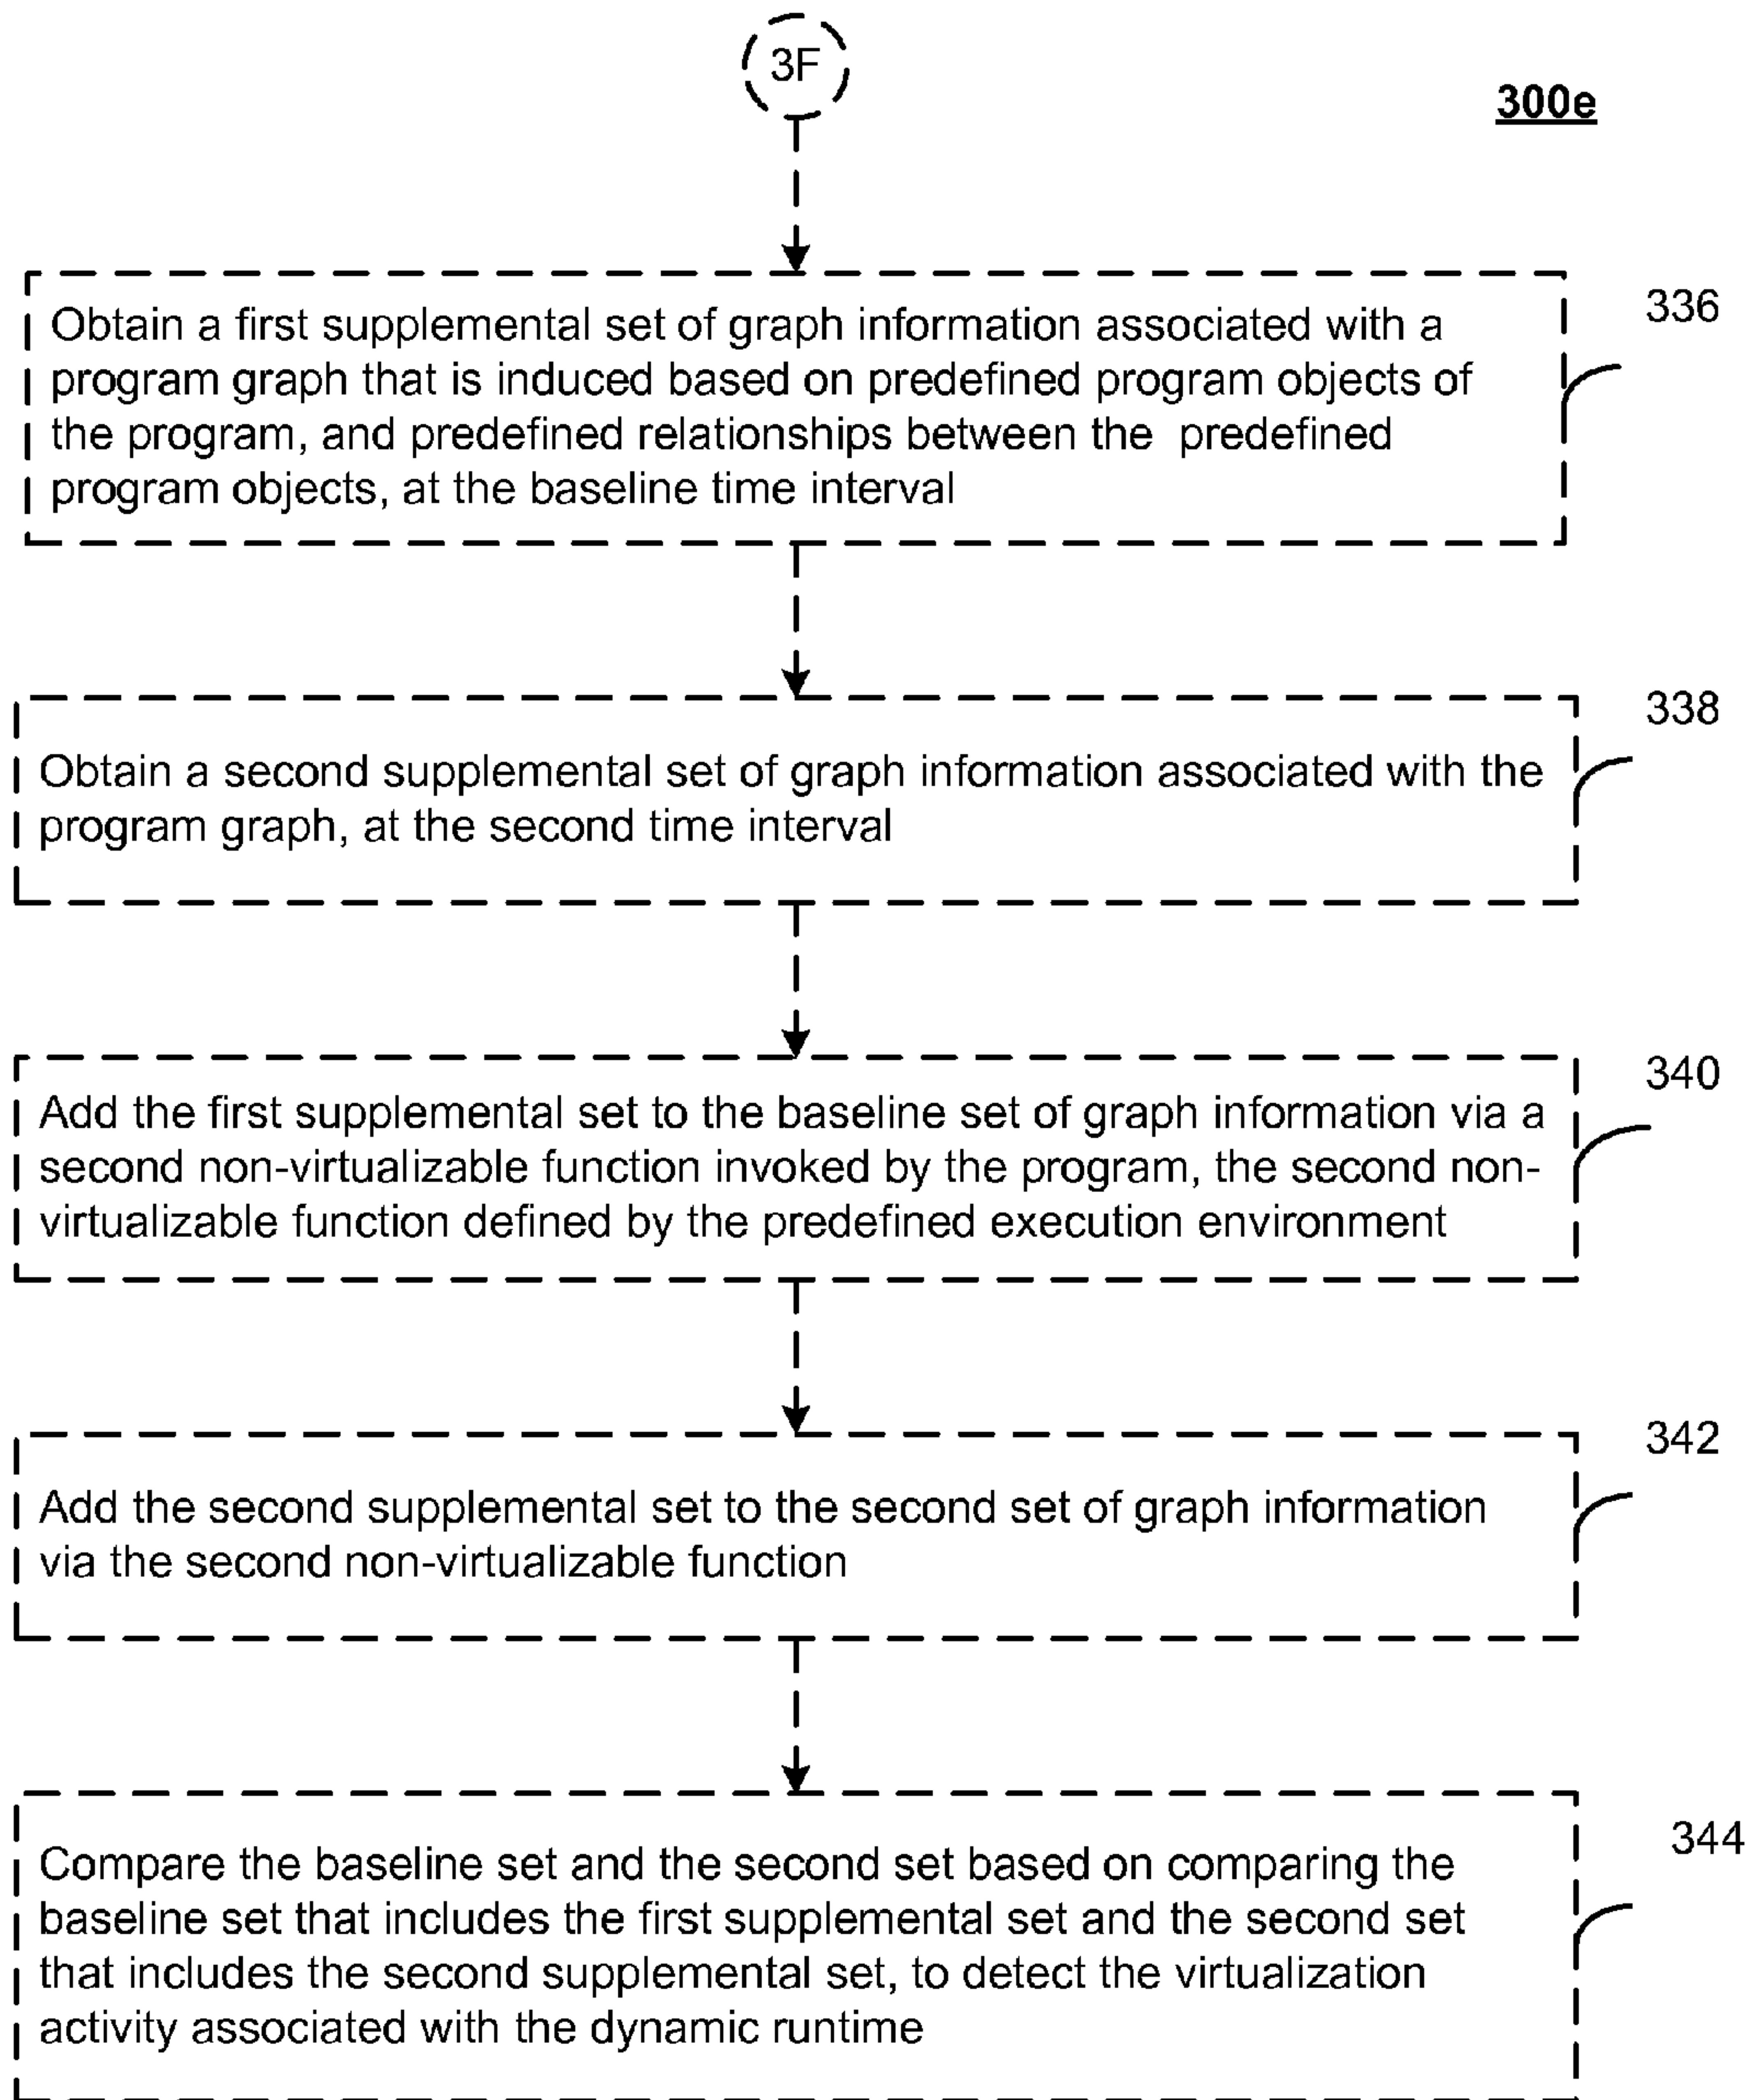 3F
300e
336
Obtain a first supplemental set of graph information associated with a
program graph that is induced based on predefined program objects of
the program, and predefined relationships between the predefined
program objects, at the baseline time interval
338
Obtain a second supplemental set of graph information associated with the
program graph, at the second time interval
340
Add the first supplemental set to the baseline set of graph information via a
second non-virtualizable function invoked by the program, the second non-
virtualizable function defined by the predefined execution environment
342
Add the second supplemental set to the second set of graph information
via the second non-virtualizable function
344
Compare the baseline set and the second set based on comparing the
baseline set that includes the first supplemental set and the second set
that includes the second supplemental set, to detect the virtualization
activity associated with the dynamic runtime